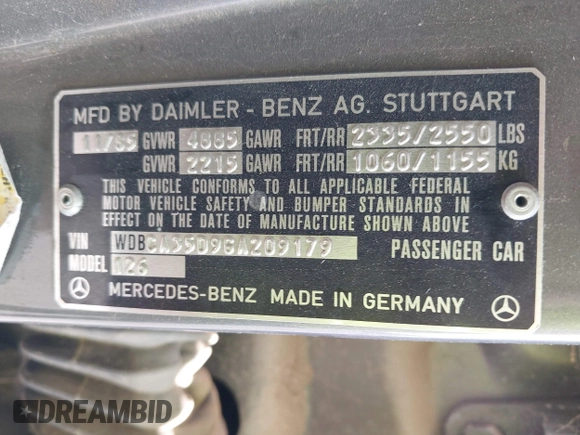 MFD BY DAIMLER - BENZ AG. STUTTGART
11/85 GVWR 4885 GAWR FRT/RR 2335/2550 LBS
GVWR 2215 GAWR FRT/RR 1060/1155 KG
THIS VEHICLE CONFORMS TO ALL APPLICABLE FEDERAL
MOTOR VEHICLE SAFETY AND BUMPER STANDARDS IN
EFFECT ON THE DATE OF MANUFACTURE SHOWN ABOVE
VIN WDBCA35D9GA209179 PASSENGER CAR
MODEL 126
MERCEDES-BENZ MADE IN GERMANY
DREAMBID